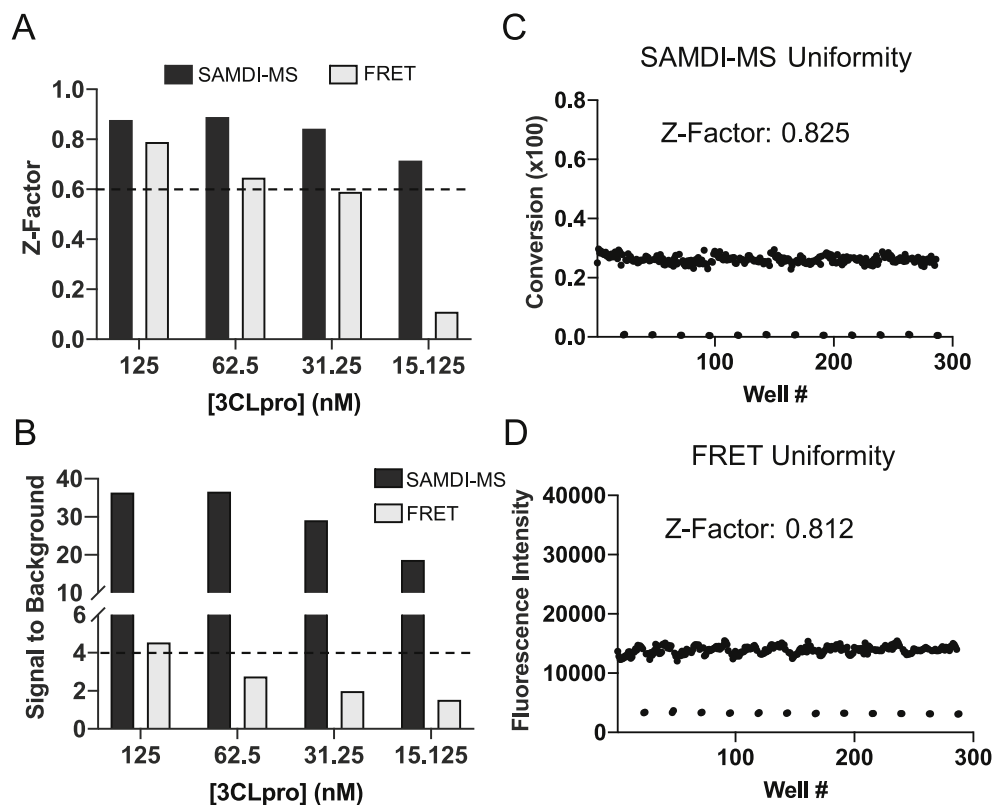 A
SAMDI-MS FRET
1.0
0.8
0.6
0.4
0.2
0.0
Z-Factor
125 62.5 31.25 15.125
[3CLpro] (nM)
B
SAMDI-MS
FRET
40
30
20
10
6
4
2
0
Signal to Background
125 62.5 31.25 15.125
[3CLpro] (nM)
C
SAMDI-MS Uniformity
Z-Factor: 0.825
0.8
0.6
0.4
0.2
0.0
Conversion (x100)
100 200 300
Well #
D
FRET Uniformity
Z-Factor: 0.812
40000
30000
20000
10000
0
Fluorescence Intensity
100 200 300
Well #